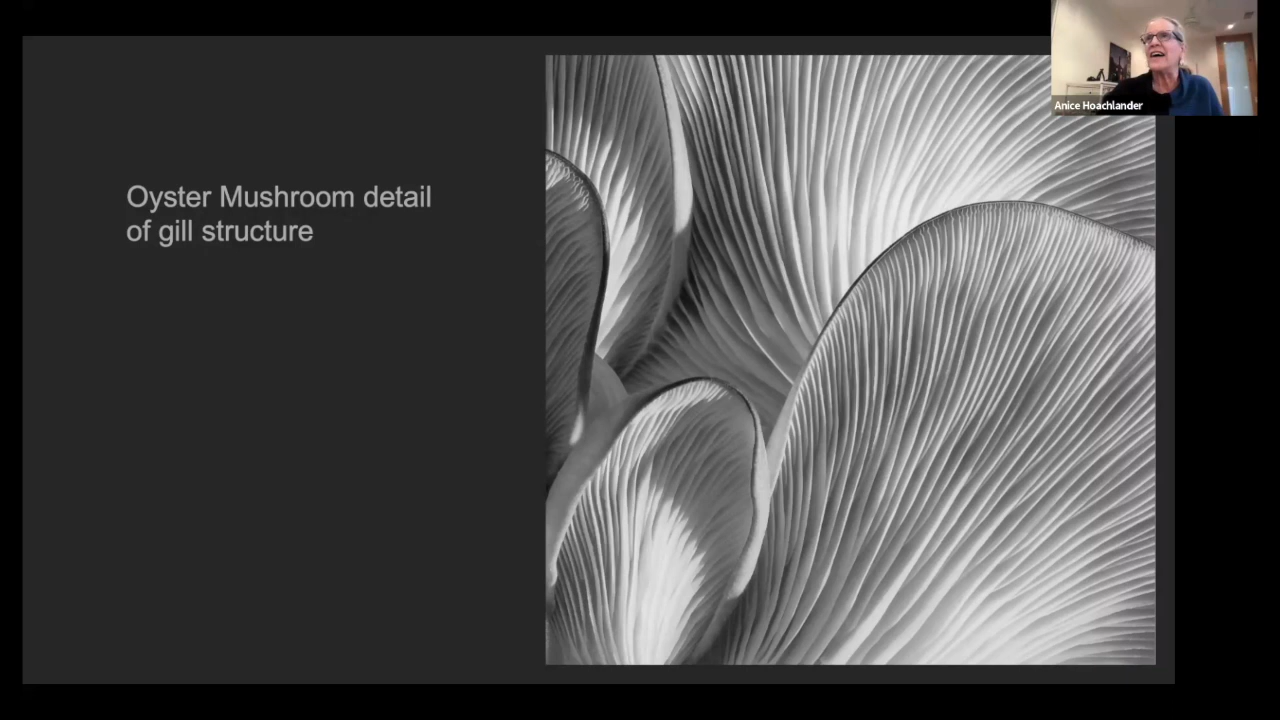 Oyster Mushroom detail
of gill structure
Anice Hoachlander